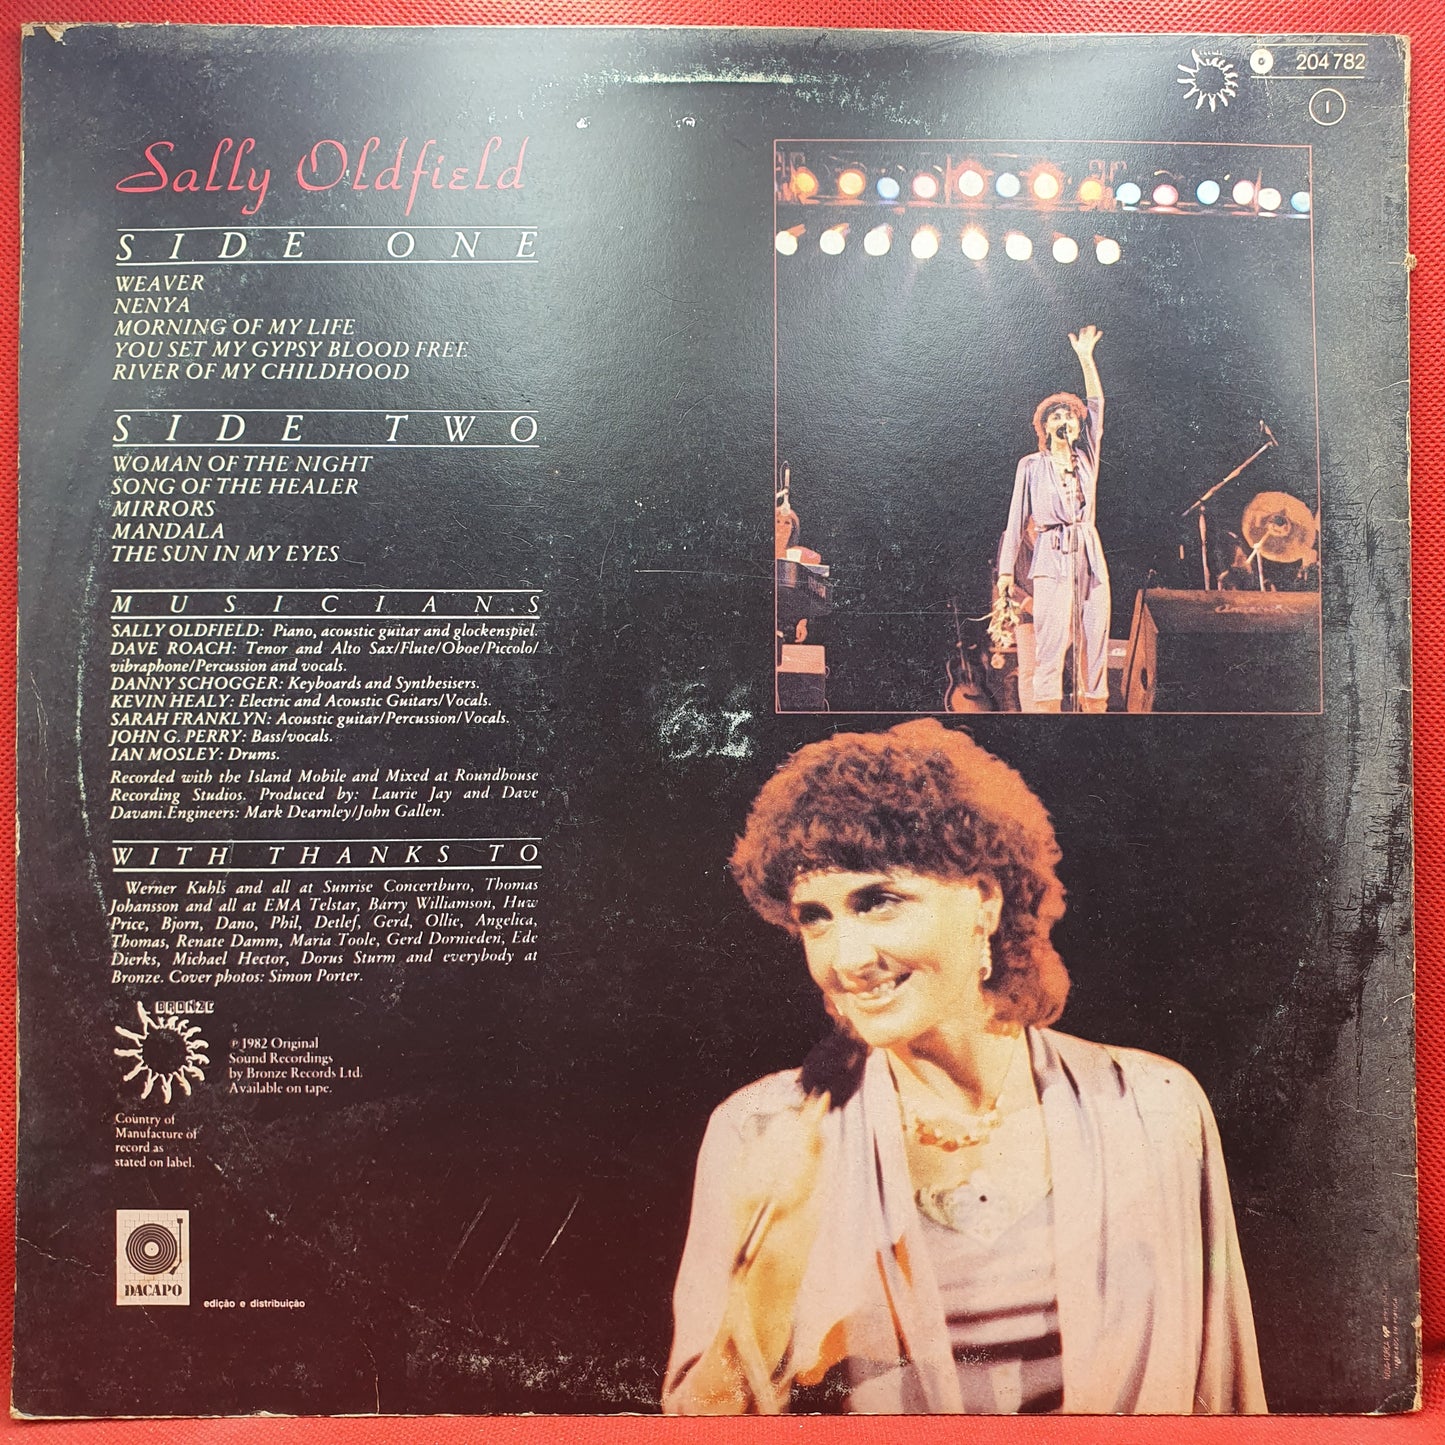 204 782
I
Sally Oldfield
SIDE ONE
WEAVER
NENYA
MORNING OF MY LIFE
YOU SET MY GYPSY BLOOD FREE
RIVER OF MY CHILDHOOD
SIDE TWO
WOMAN OF THE NIGHT
SONG OF THE HEALER
MIRRORS
MANDALA
THE SUN IN MY EYES
MUSICIANS
SALLY OLDFIELD: Piano, acoustic guitar and glockenspiel.
DAVE ROACH: Tenor and Alto Sax/Flute/Oboe/Piccolo/
vibraphone/Percussion and vocals.
DANNY SCHOGGER: Keyboards and Synthesisers.
KEVIN HEALY: Electric and Acoustic Guitars/Vocals.
SARAH FRANKLYN: Acoustic guitar/Percussion/Vocals.
JOHN G. PERRY: Bass/vocals.
IAN MOSLEY: Drums.
Recorded with the Island Mobile and Mixed at Roundhouse
Recording Studios. Produced by: Laurie Jay and Dave
Davani.Engineers: Mark Dearnley/John Gallen.
WITH THANKS TO
Werner Kuhls and all at Sunrise Concertburo, Thomas
Johansson and all at EMA Telstar, Barry Williamson, Huw
Price, Bjorn, Dano, Phil, Detlef, Gerd, Ollie, Angelica,
Thomas, Renate Damm, Maria Toole, Gerd Dornieden, Ede
Dierks, Michael Hector, Dorus Sturm and everybody at
Bronze. Cover photos: Simon Porter.
BRONZE
℗ 1982 Original
Sound Recordings
by Bronze Records Ltd.
Available on tape.
Country of
Manufacture of
record as
stated on label.
DACAPO
edição e distribuição